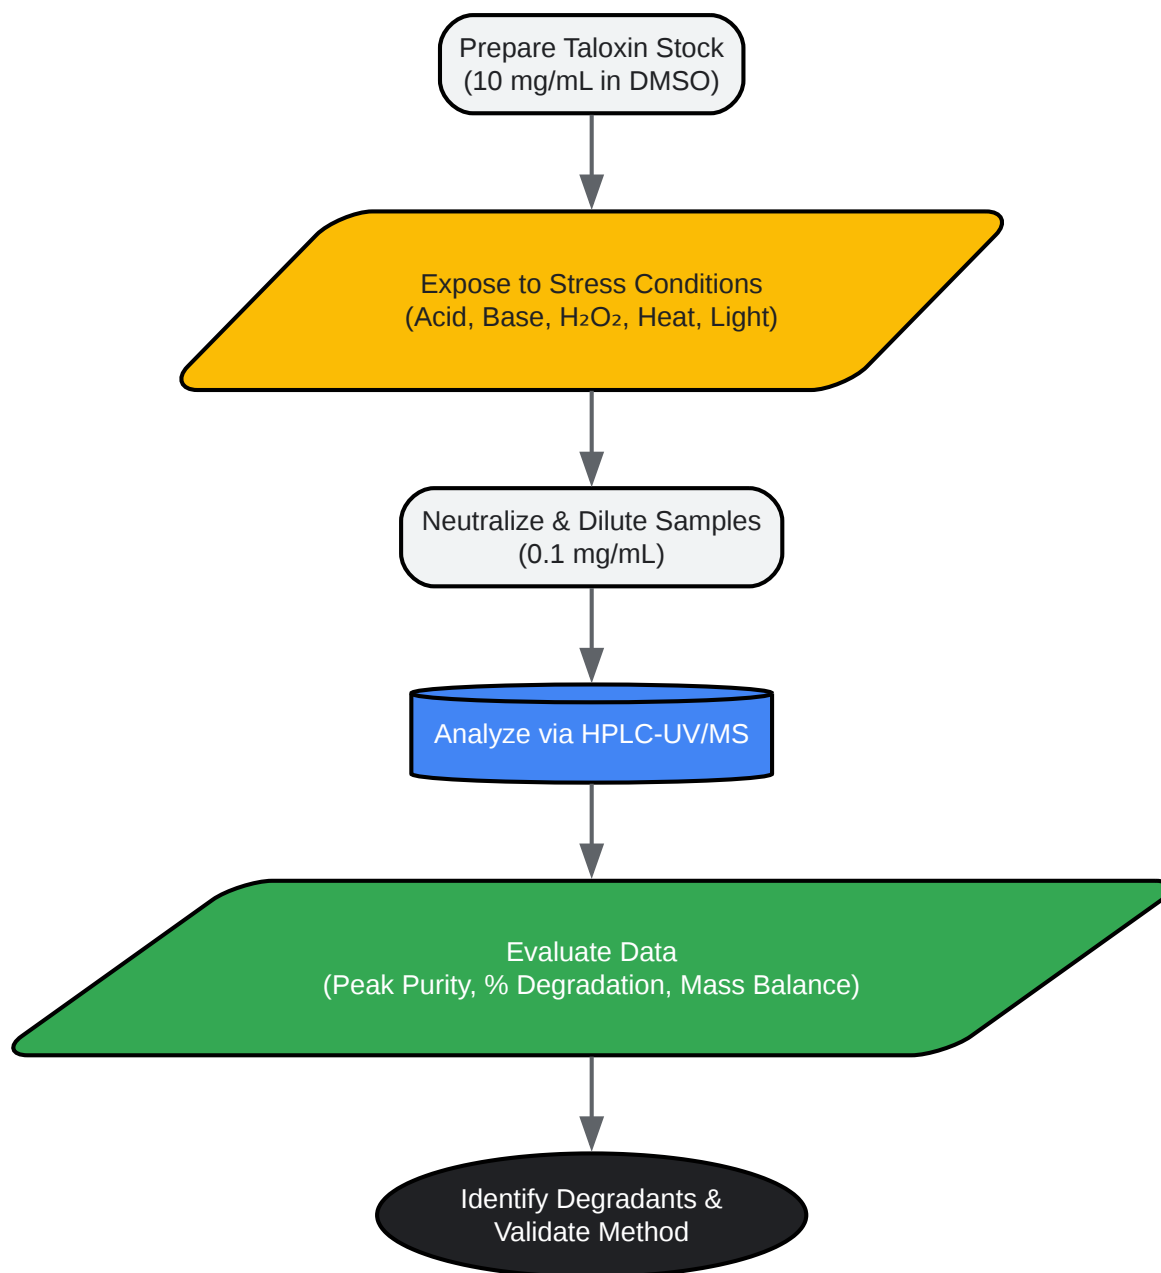 Prepare Taloxin Stock
(10 mg/mL in DMSO)
Expose to Stress Conditions
(Acid, Base, H₂O₂, Heat, Light)
Neutralize & Dilute Samples
(0.1 mg/mL)
Analyze via HPLC-UV/MS
Evaluate Data
(Peak Purity, % Degradation, Mass Balance)
Identify Degradants &
Validate Method